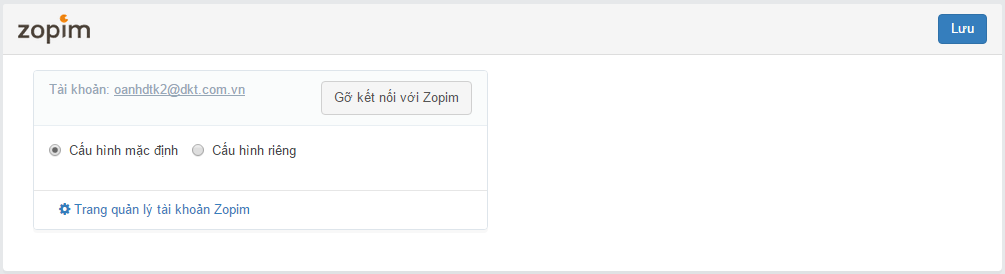 zopim
Lưu
Tài khoản: oanhdtk2@dkt.com.vn
Gỡ kết nối với Zopim
Cấu hình mặc định
Cấu hình riêng
Trang quản lý tài khoản Zopim